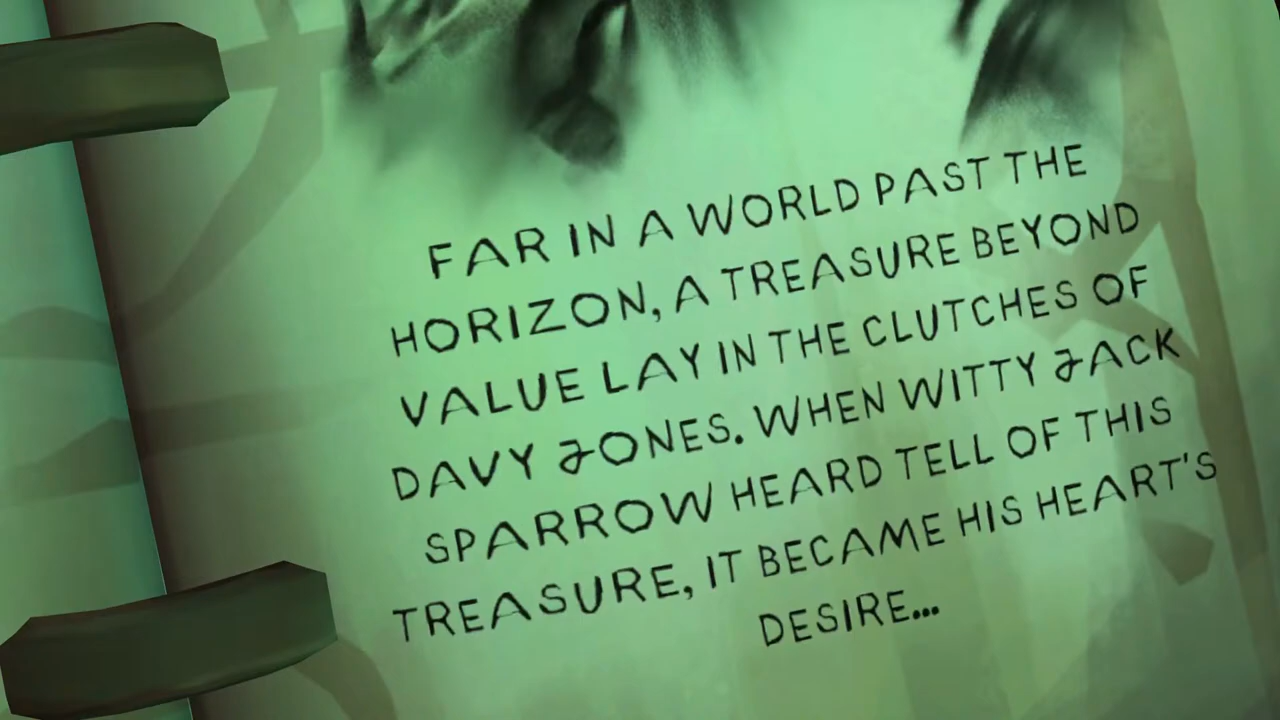 FAR IN A WORLD PAST THE
HORIZON, A TREASURE BEYOND
VALUE LAY IN THE CLUTCHES OF
DAVY JONES. WHEN WITTY JACK
SPARROW HEARD TELL OF THIS
TREASURE, IT BECAME HIS HEART'S
DESIRE...